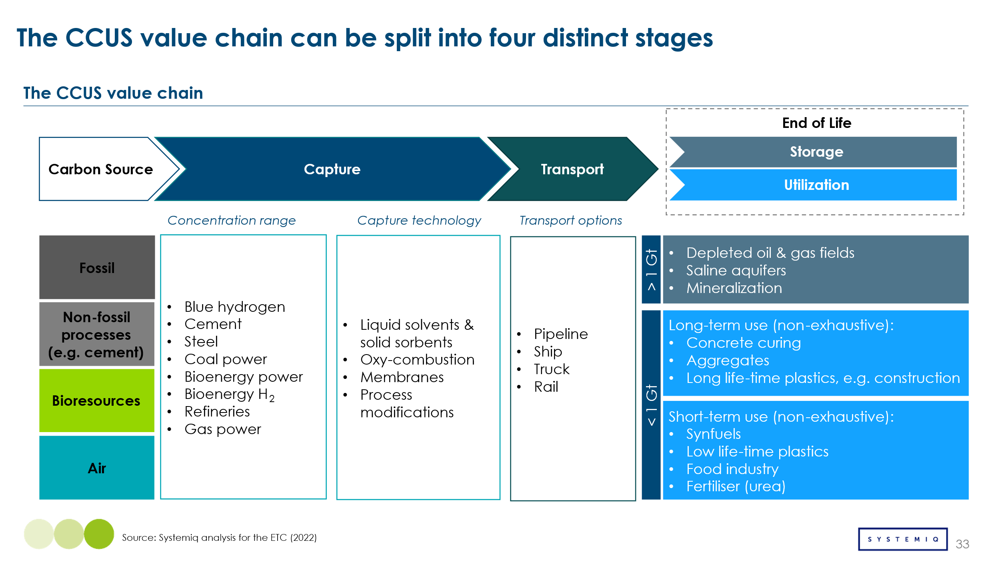 The CCUS value chain can be split into four distinct stages
The CCUS value chain
End of Life
Carbon Source
Capture
Transport
Storage
Utilization
Concentration range
Capture technology
Transport options
Fossil
Non-fossil
processes
(e.g. cement)
Bioresources
Air
• Blue hydrogen
• Cement
• Steel
• Coal power
• Bioenergy power
• Bioenergy H₂
• Refineries
• Gas power
• Liquid solvents &
solid sorbents
• Oxy-combustion
• Membranes
• Process
modifications
• Pipeline
• Ship
• Truck
• Rail
> 1 Gt
• Depleted oil & gas fields
• Saline aquifers
• Mineralization
< 1 Gt
Long-term use (non-exhaustive):
• Concrete curing
• Aggregates
• Long life-time plastics, e.g. construction
Short-term use (non-exhaustive):
• Synfuels
• Low life-time plastics
• Food industry
• Fertiliser (urea)
Source: Systemiq analysis for the ETC (2022)
SYSTEMIQ
33